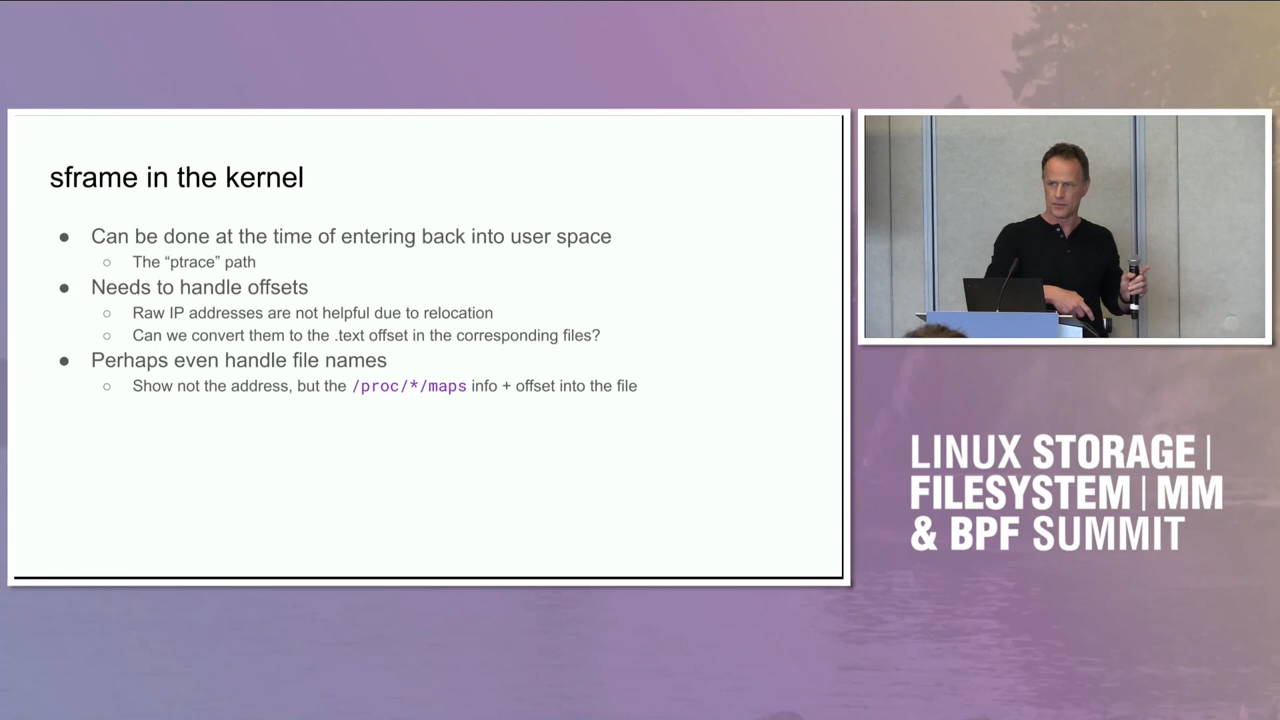 sframe in the kernel
● Can be done at the time of entering back into user space
○ The “ptrace” path
● Needs to handle offsets
○ Raw IP addresses are not helpful due to relocation
○ Can we convert them to the .text offset in the corresponding files?
● Perhaps even handle file names
○ Show not the address, but the /proc/*/maps info + offset into the file
LINUX STORAGE |
FILESYSTEM | MM
& BPF SUMMIT